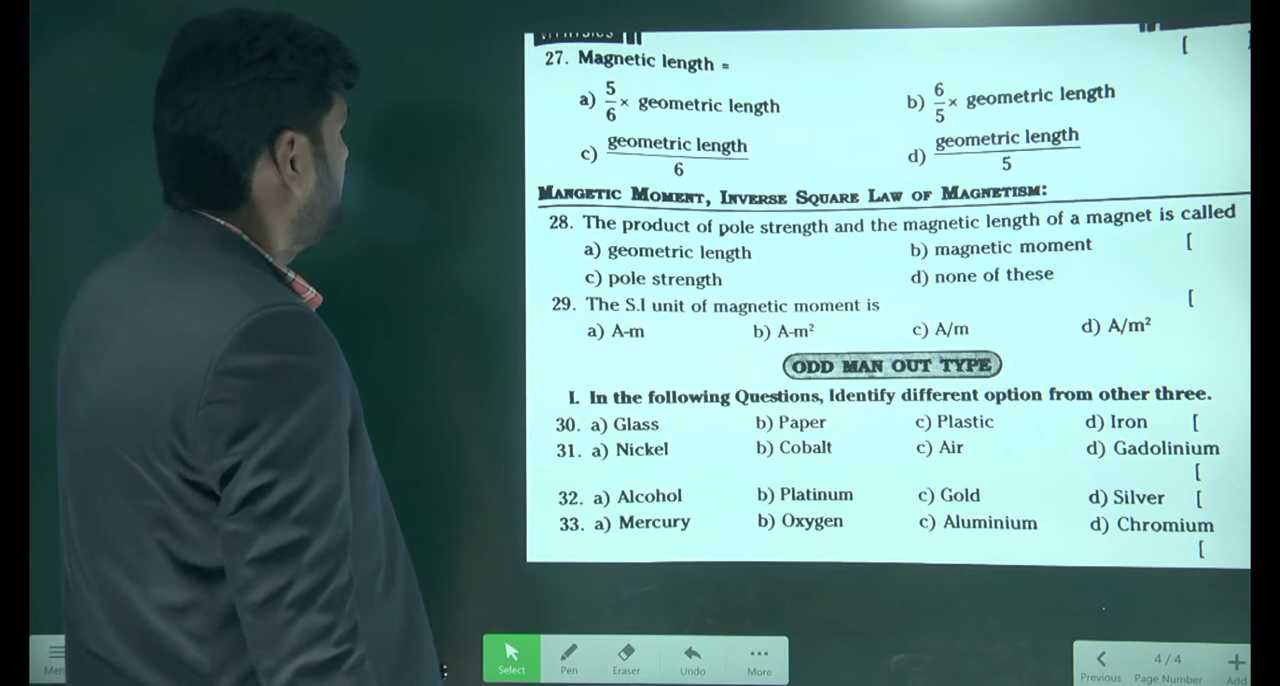 27. Magnetic length =
a) 5/6 × geometric length b) 6/5 × geometric length
c) geometric length/6 d) geometric length/5
MANGETIC MOMENT, INVERSE SQUARE LAW OF MAGNETISM:
28. The product of pole strength and the magnetic length of a magnet is called
a) geometric length b) magnetic moment [
c) pole strength d) none of these
29. The S.I unit of magnetic moment is [
a) A-m b) A-m² c) A/m d) A/m²
ODD MAN OUT TYPE
I. In the following Questions, Identify different option from other three.
30. a) Glass b) Paper c) Plastic d) Iron [
31. a) Nickel b) Cobalt c) Air d) Gadolinium
[
32. a) Alcohol b) Platinum c) Gold d) Silver [
33. a) Mercury b) Oxygen c) Aluminium d) Chromium
[
Select Pen Eraser Undo More
4 / 4
Previous Page Number Add